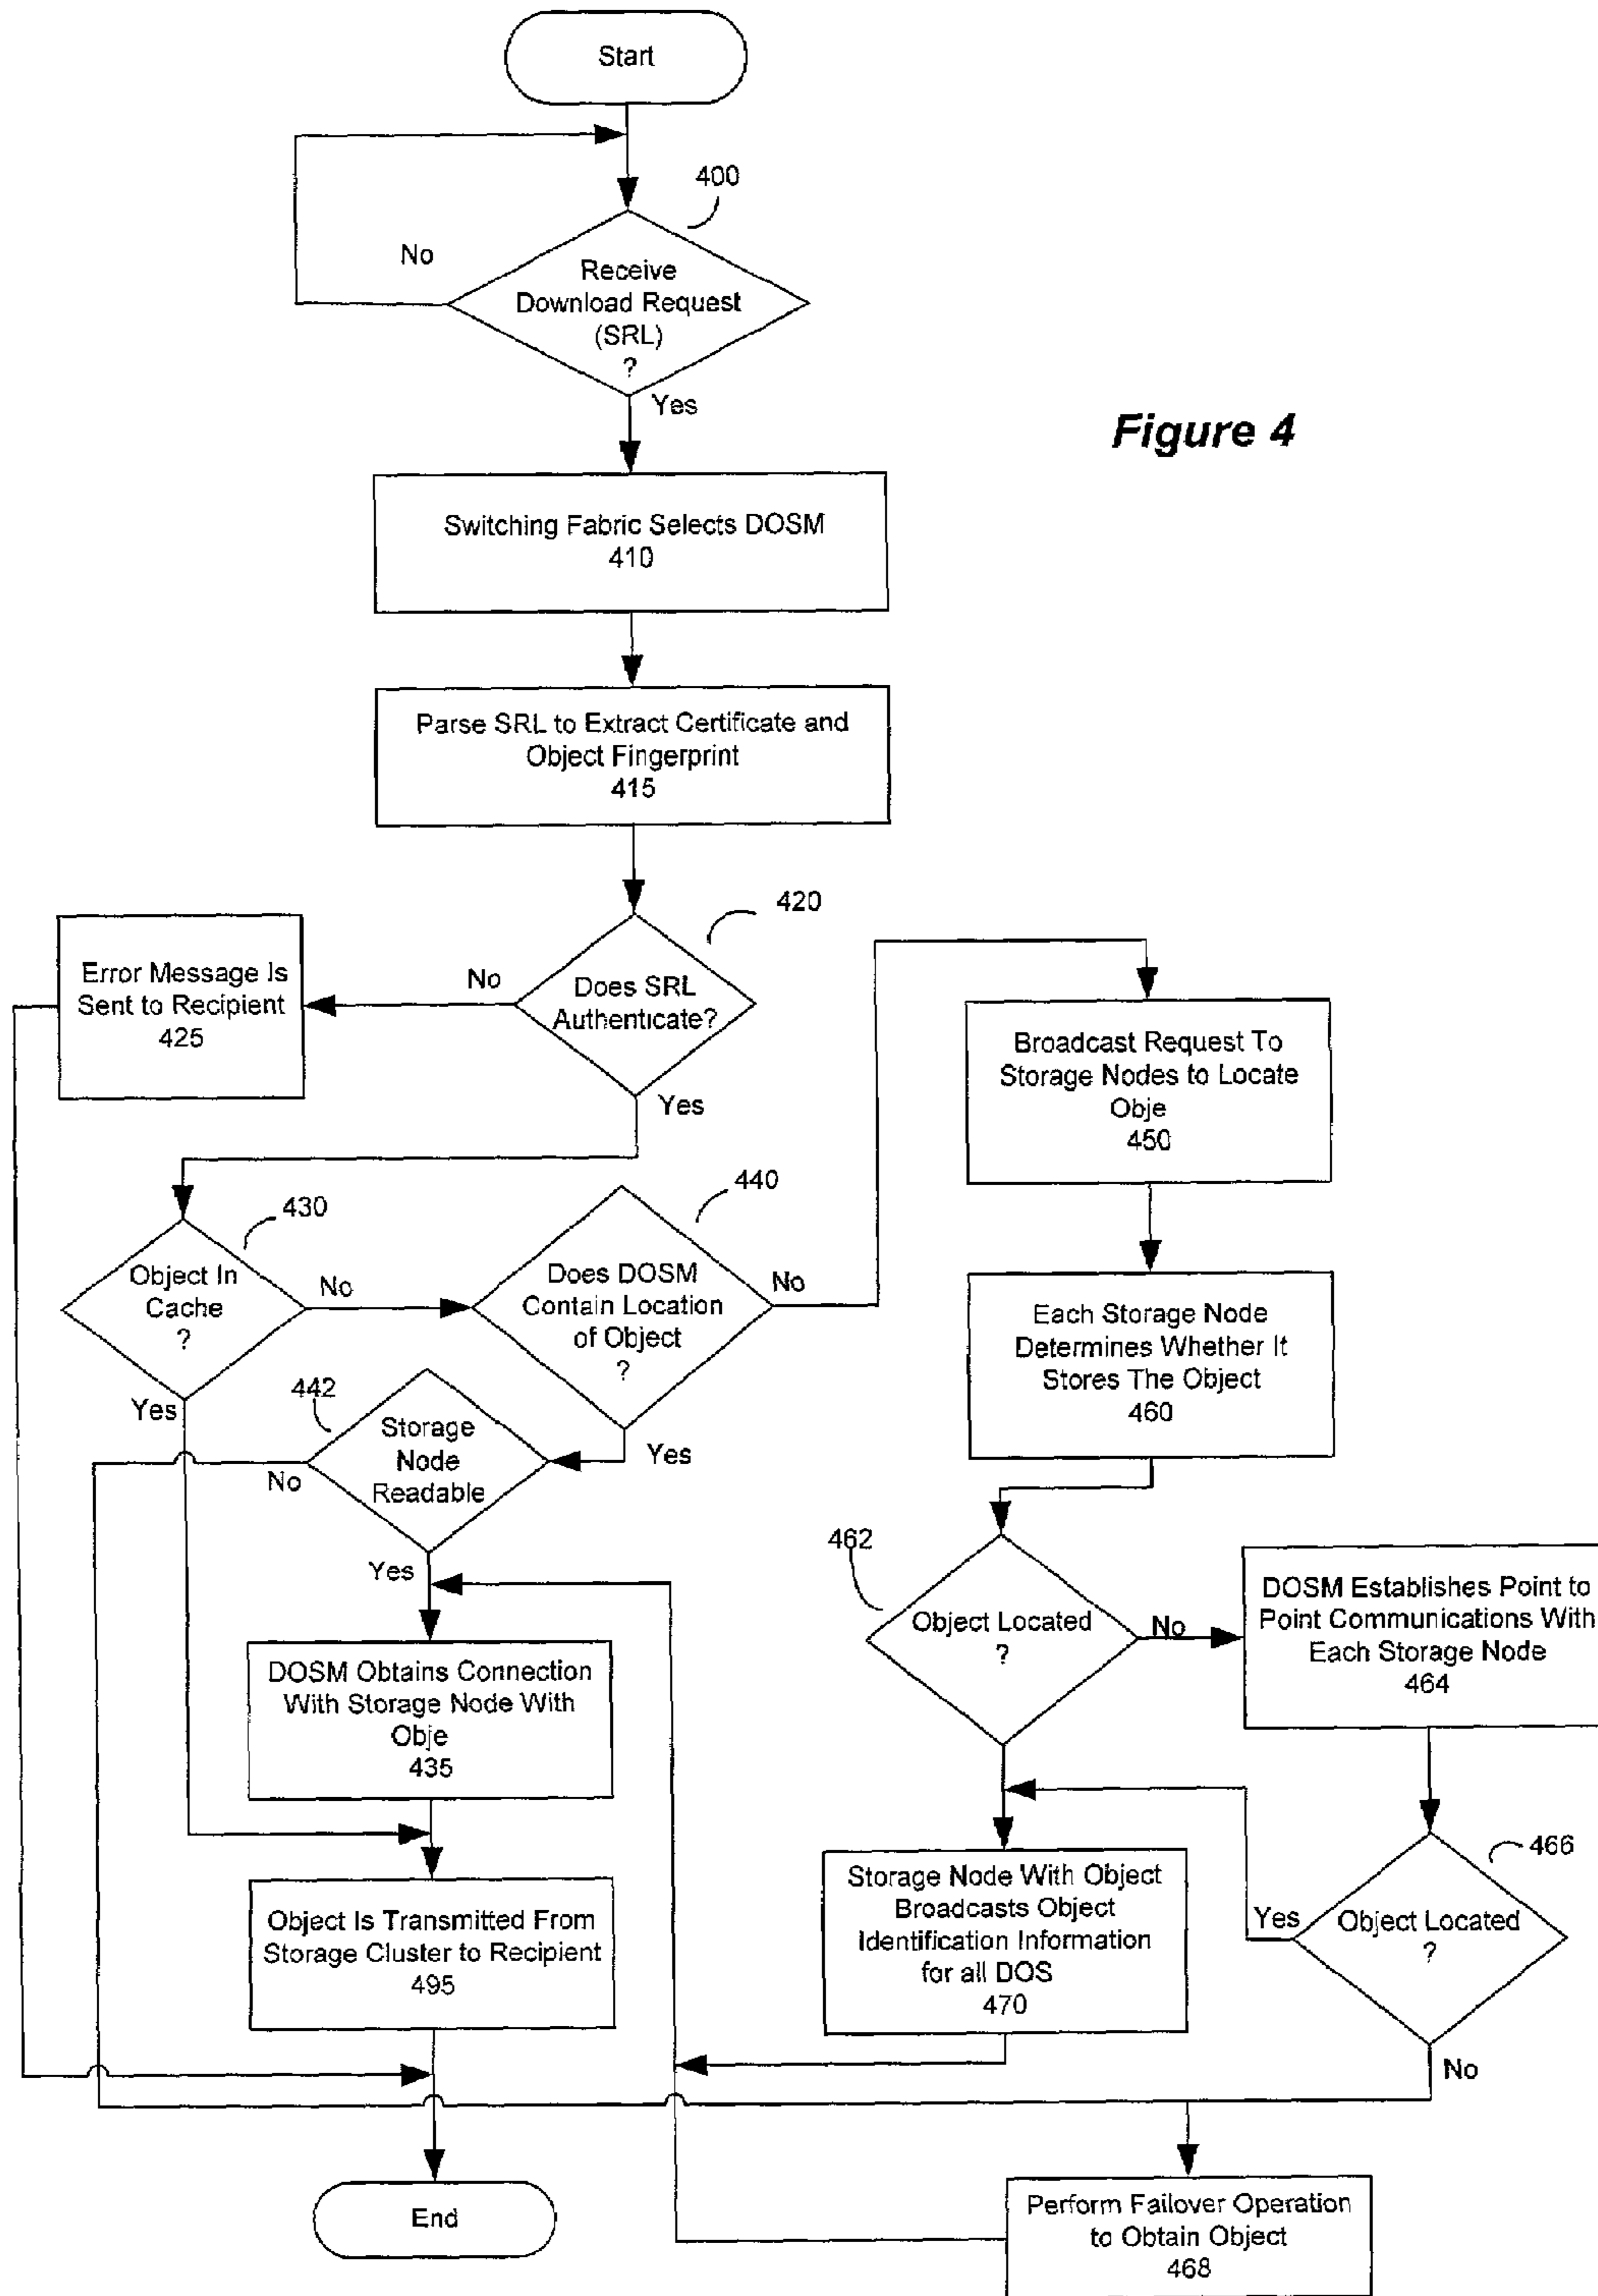 Start
400
No
Receive
Download Request
(SRL)
?
Yes
Figure 4
Switching Fabric Selects DOSM
410
Parse SRL to Extract Certificate and
Object Fingerprint
415
420
Error Message Is
Sent to Recipient
425
No
Does SRL
Authenticate?
Yes
Broadcast Request To
Storage Nodes to Locate
Obje
450
430
440
Object In
Cache
?
No
Does DOSM
Contain Location
of Object
?
No
Each Storage Node
Determines Whether It
Stores The Object
460
Yes
442
Storage
Node
Readable
Yes
No
Yes
462
Object Located
?
No
DOSM Establishes Point to
Point Communications With
Each Storage Node
464
DOSM Obtains Connection
With Storage Node With
Obje
435
466
Storage Node With Object
Broadcasts Object
Identification Information
for all DOS
470
Yes
Object Located
?
No
Object Is Transmitted From
Storage Cluster to Recipient
495
End
Perform Failover Operation
to Obtain Object
468